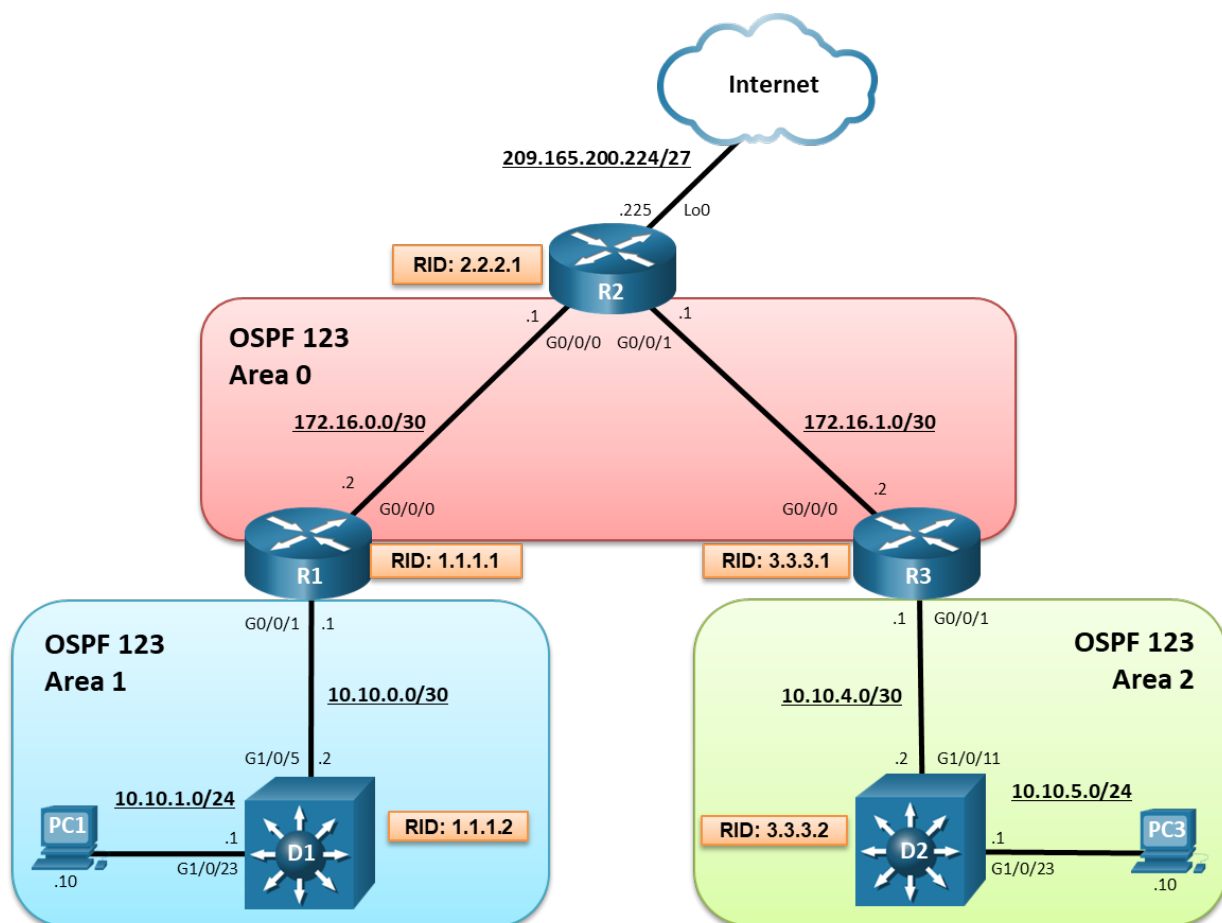 Internet
209.165.200.224/27
.225 Lo0
RID: 2.2.2.1
R2
OSPF 123
Area 0
.1 .1
G0/0/0 G0/0/1
172.16.0.0/30 172.16.1.0/30
.2 .2
G0/0/0 G0/0/0
RID: 1.1.1.1 RID: 3.3.3.1
R1 R3
OSPF 123
Area 1
G0/0/1 .1
10.10.0.0/30
G1/0/5 .2
10.10.1.0/24
PC1
.1
.10
G1/0/23
D1
RID: 1.1.1.2
OSPF 123
Area 2
.1 G0/0/1
10.10.4.0/30
.2 G1/0/11
10.10.5.0/24
RID: 3.3.3.2
D2
.1
G1/0/23
PC3
.10